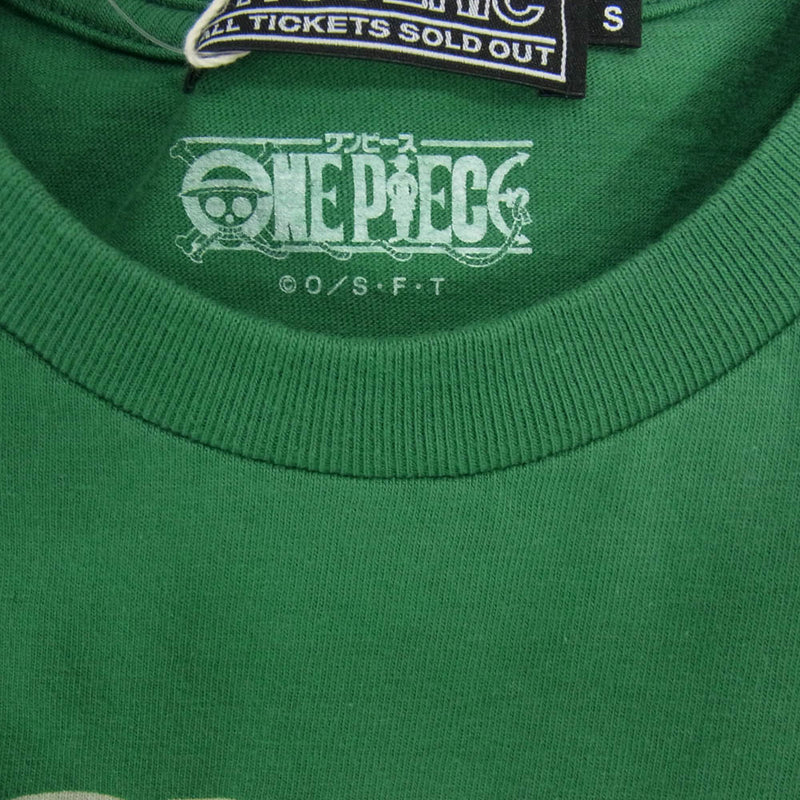 ALL TICKETS SOLD OUT
S
ワンピース
ONE PIECE
©O/S・F・T